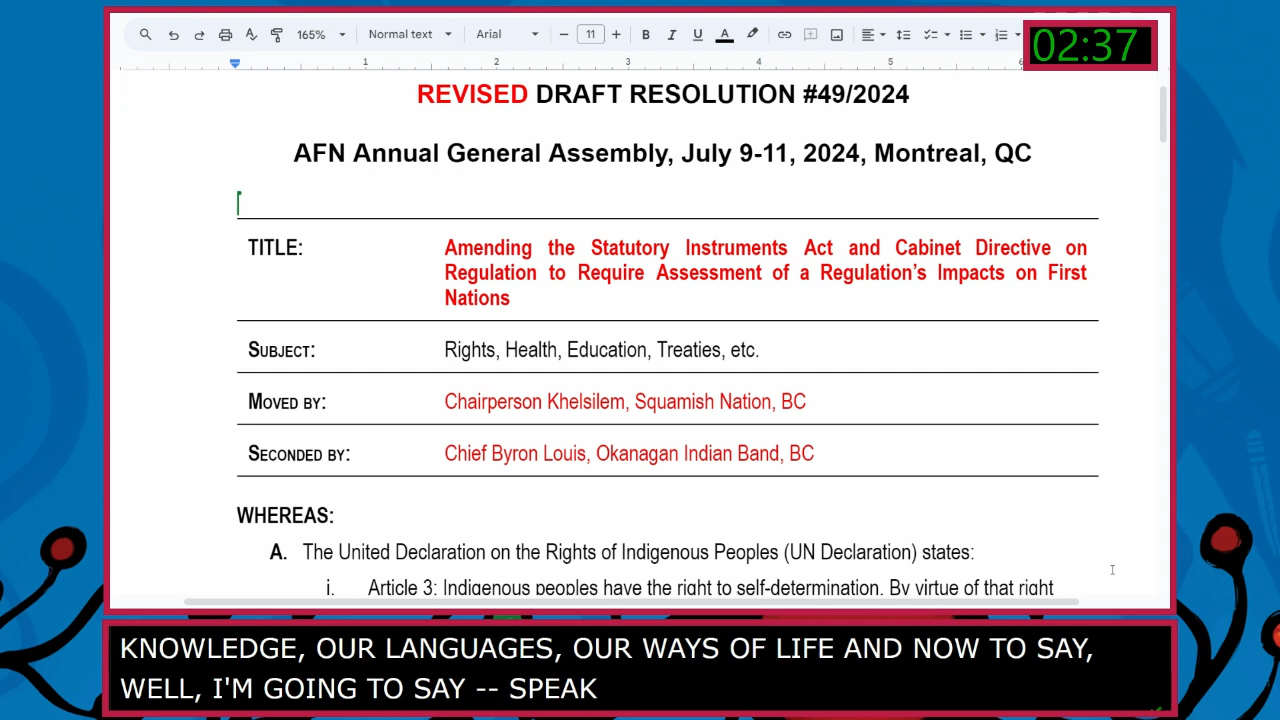 165%
Normal text
Arial
11
B I U A
1 2 3 4 5
02:37
REVISED DRAFT RESOLUTION #49/2024
AFN Annual General Assembly, July 9-11, 2024, Montreal, QC
TITLE: Amending the Statutory Instruments Act and Cabinet Directive on
Regulation to Require Assessment of a Regulation's Impacts on First
Nations
SUBJECT: Rights, Health, Education, Treaties, etc.
MOVED BY: Chairperson Khelsilem, Squamish Nation, BC
SECONDED BY: Chief Byron Louis, Okanagan Indian Band, BC
WHEREAS:
A. The United Declaration on the Rights of Indigenous Peoples (UN Declaration) states:
i. Article 3: Indigenous peoples have the right to self-determination. By virtue of that right
KNOWLEDGE, OUR LANGUAGES, OUR WAYS OF LIFE AND NOW TO SAY,
WELL, I'M GOING TO SAY -- SPEAK